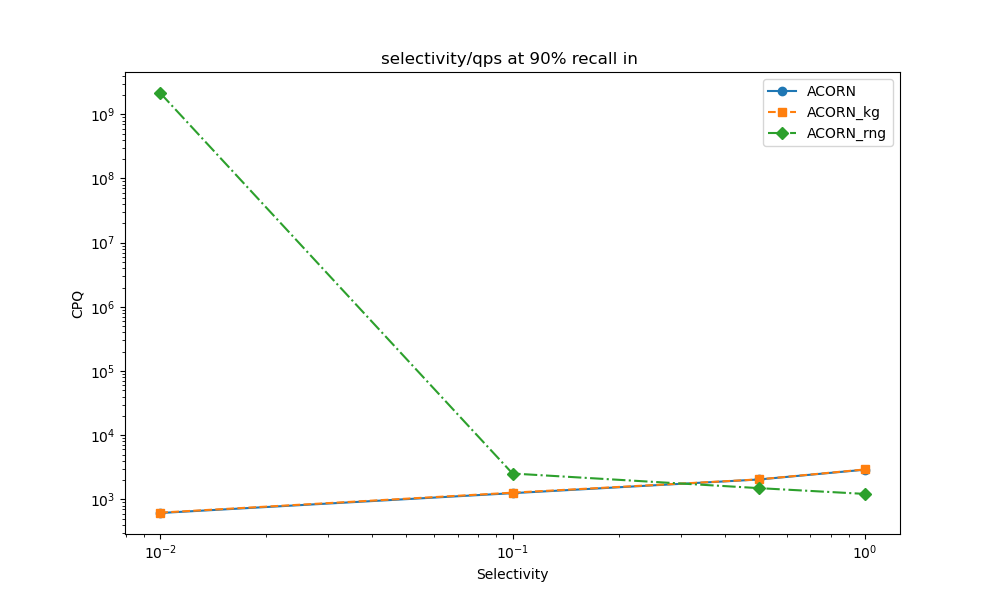 selectivity/qps at 90% recall in
ACORN
ACORN_kg
ACORN_rng
CPQ
10⁹
10⁸
10⁷
10⁶
10⁵
10⁴
10³
10⁻²
10⁻¹
10⁰
Selectivity